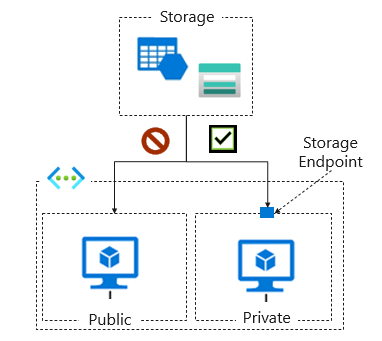 Storage
Storage
Endpoint
Public
Private